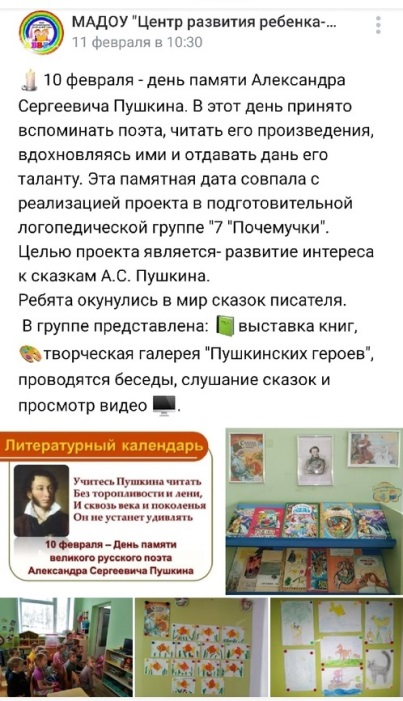 МАДОУ "Центр развития ребенка-...
11 февраля в 10:30
🕯 10 февраля - день памяти Александра
Сергеевича Пушкина. В этот день принято
вспоминать поэта, читать его произведения,
вдохновляясь ими и отдавать дань его
таланту. Эта памятная дата совпала с
реализацией проекта в подготовительной
логопедической группе "7 "Почемучки".
Целью проекта является- развитие интереса
к сказкам А.С. Пушкина.
Ребята окунулись в мир сказок писателя.
В группе представлена: 📗 выставка книг,
🎨творческая галерея "Пушкинских героев",
проводятся беседы, слушание сказок и
просмотр видео 🖥.
Литературный календарь
Учитесь Пушкина читать
Без торопливости и лени,
И сквозь века и поколенья
Он не устанет удивлять
10 февраля – День памяти
великого русского поэта
Александра Сергеевича Пушкина